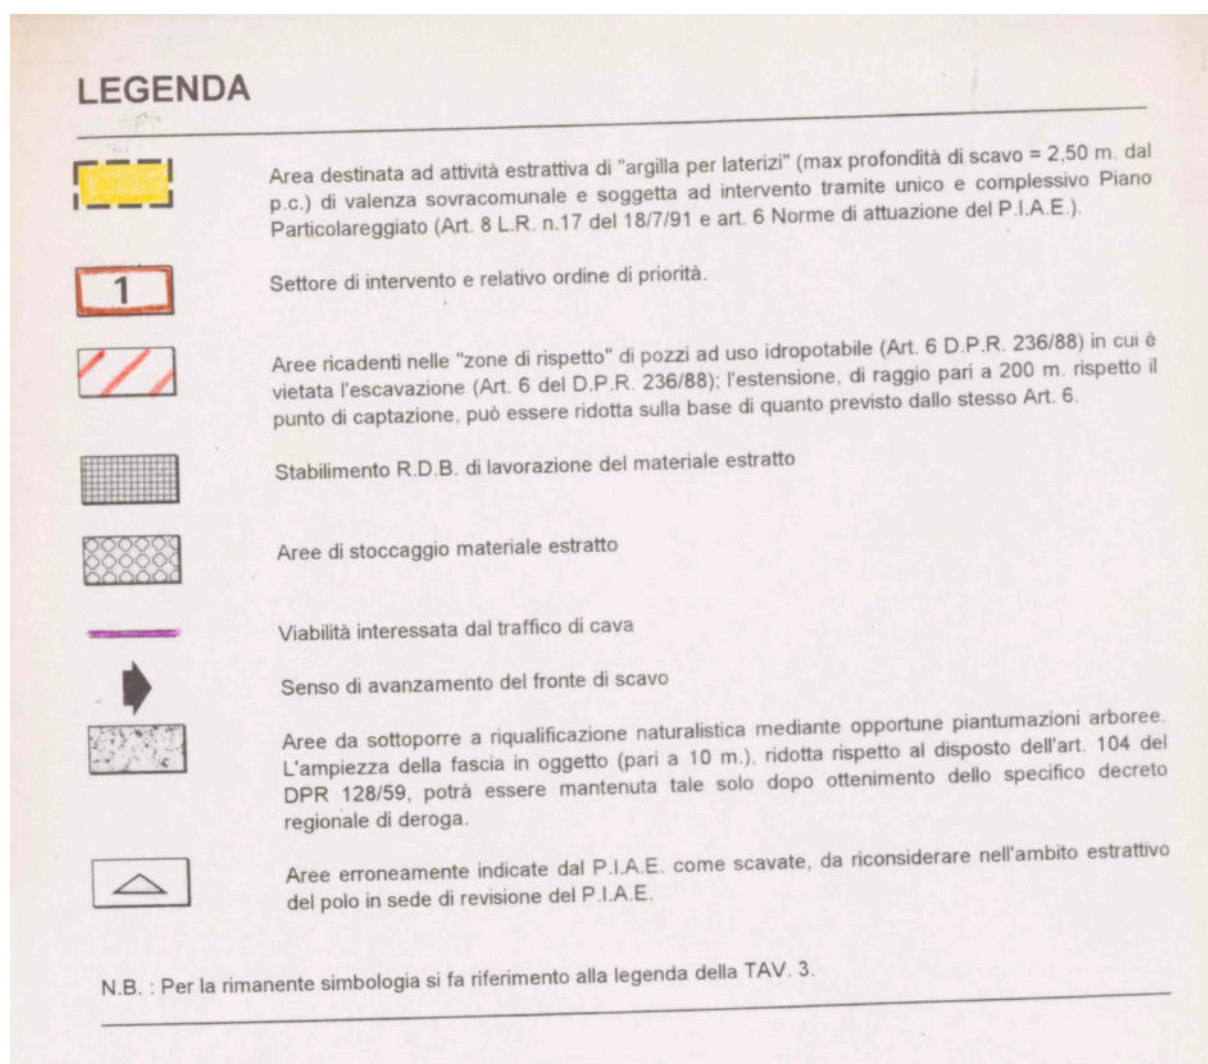 LEGENDA
Area destinata ad attività estrattiva di "argilla per laterizi" (max profondità di scavo = 2,50 m. dal
p.c.) di valenza sovracomunale e soggetta ad intervento tramite unico e complessivo Piano
Particolareggiato (Art. 8 L.R. n.17 del 18/7/91 e art. 6 Norme di attuazione del P.I.A.E.).
1
Settore di intervento e relativo ordine di priorità.
Aree ricadenti nelle "zone di rispetto" di pozzi ad uso idropotabile (Art. 6 D.P.R. 236/88) in cui è
vietata l'escavazione (Art. 6 del D.P.R. 236/88); l'estensione, di raggio pari a 200 m. rispetto il
punto di captazione, può essere ridotta sulla base di quanto previsto dallo stesso Art. 6.
Stabilimento R.D.B. di lavorazione del materiale estratto
Aree di stoccaggio materiale estratto
Viabilità interessata dal traffico di cava
Senso di avanzamento del fronte di scavo
Aree da sottoporre a riqualificazione naturalistica mediante opportune piantumazioni arboree.
L'ampiezza della fascia in oggetto (pari a 10 m.), ridotta rispetto al disposto dell'art. 104 del
DPR 128/59, potrà essere mantenuta tale solo dopo ottenimento dello specifico decreto
regionale di deroga.
Aree erroneamente indicate dal P.I.A.E. come scavate, da riconsiderare nell'ambito estrattivo
del polo in sede di revisione del P.I.A.E.
N.B. : Per la rimanente simbologia si fa riferimento alla legenda della TAV. 3.